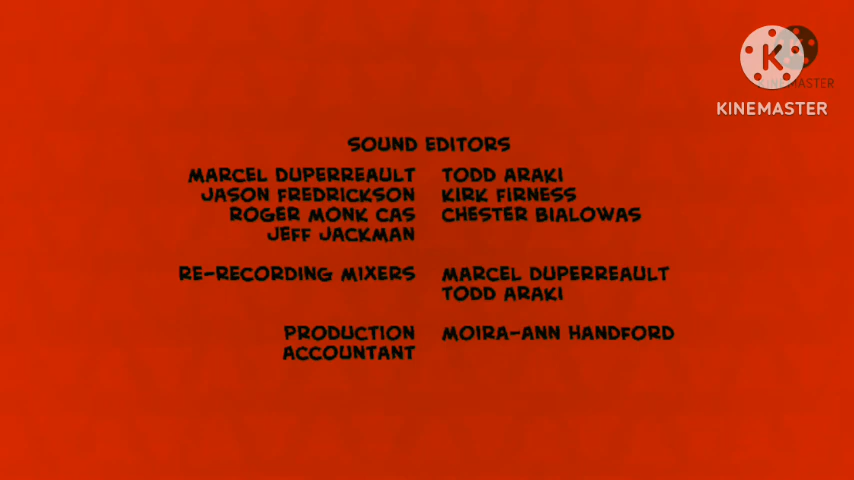 KINEMASTER
KINEMASTER
SOUND EDITORS
MARCEL DUPERREAULT TODD ARAKI
JASON FREDRICKSON KIRK FIRNESS
ROGER MONK CAS CHESTER BIALOWAS
JEFF JACKMAN
RE-RECORDING MIXERS MARCEL DUPERREAULT
TODD ARAKI
PRODUCTION MOIRA-ANN HANDFORD
ACCOUNTANT